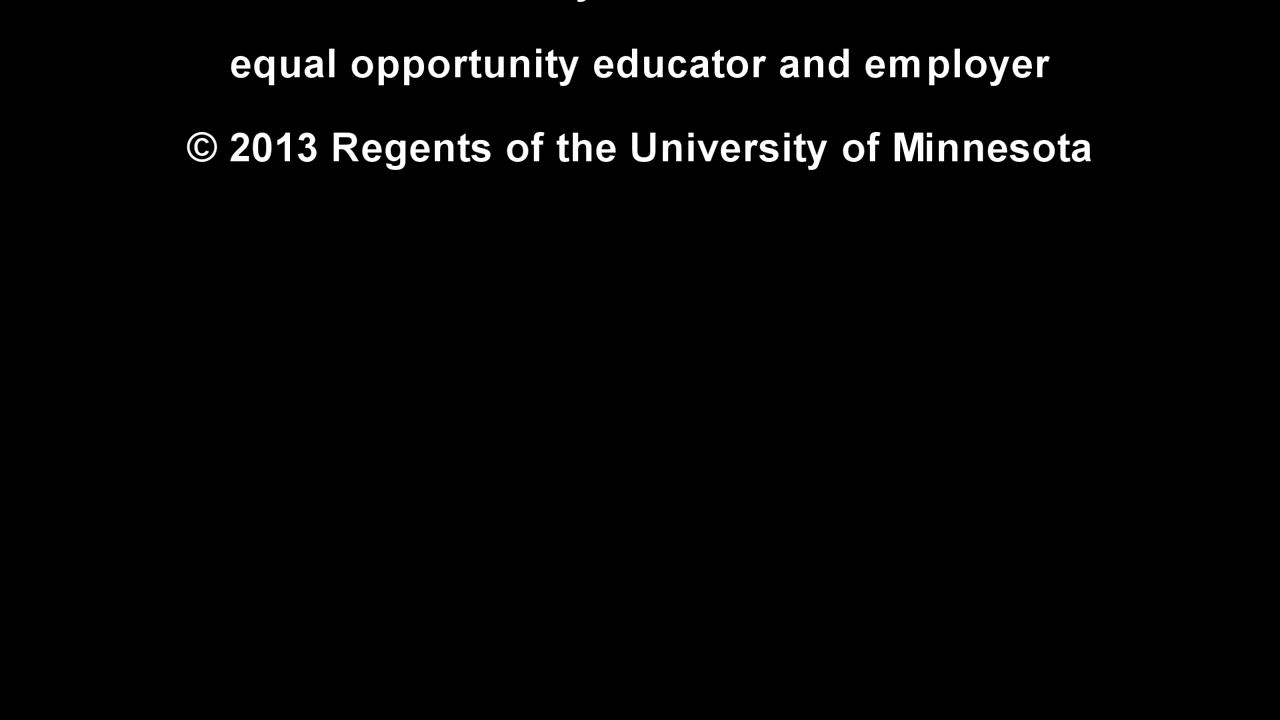 equal opportunity educator and employer
© 2013 Regents of the University of Minnesota